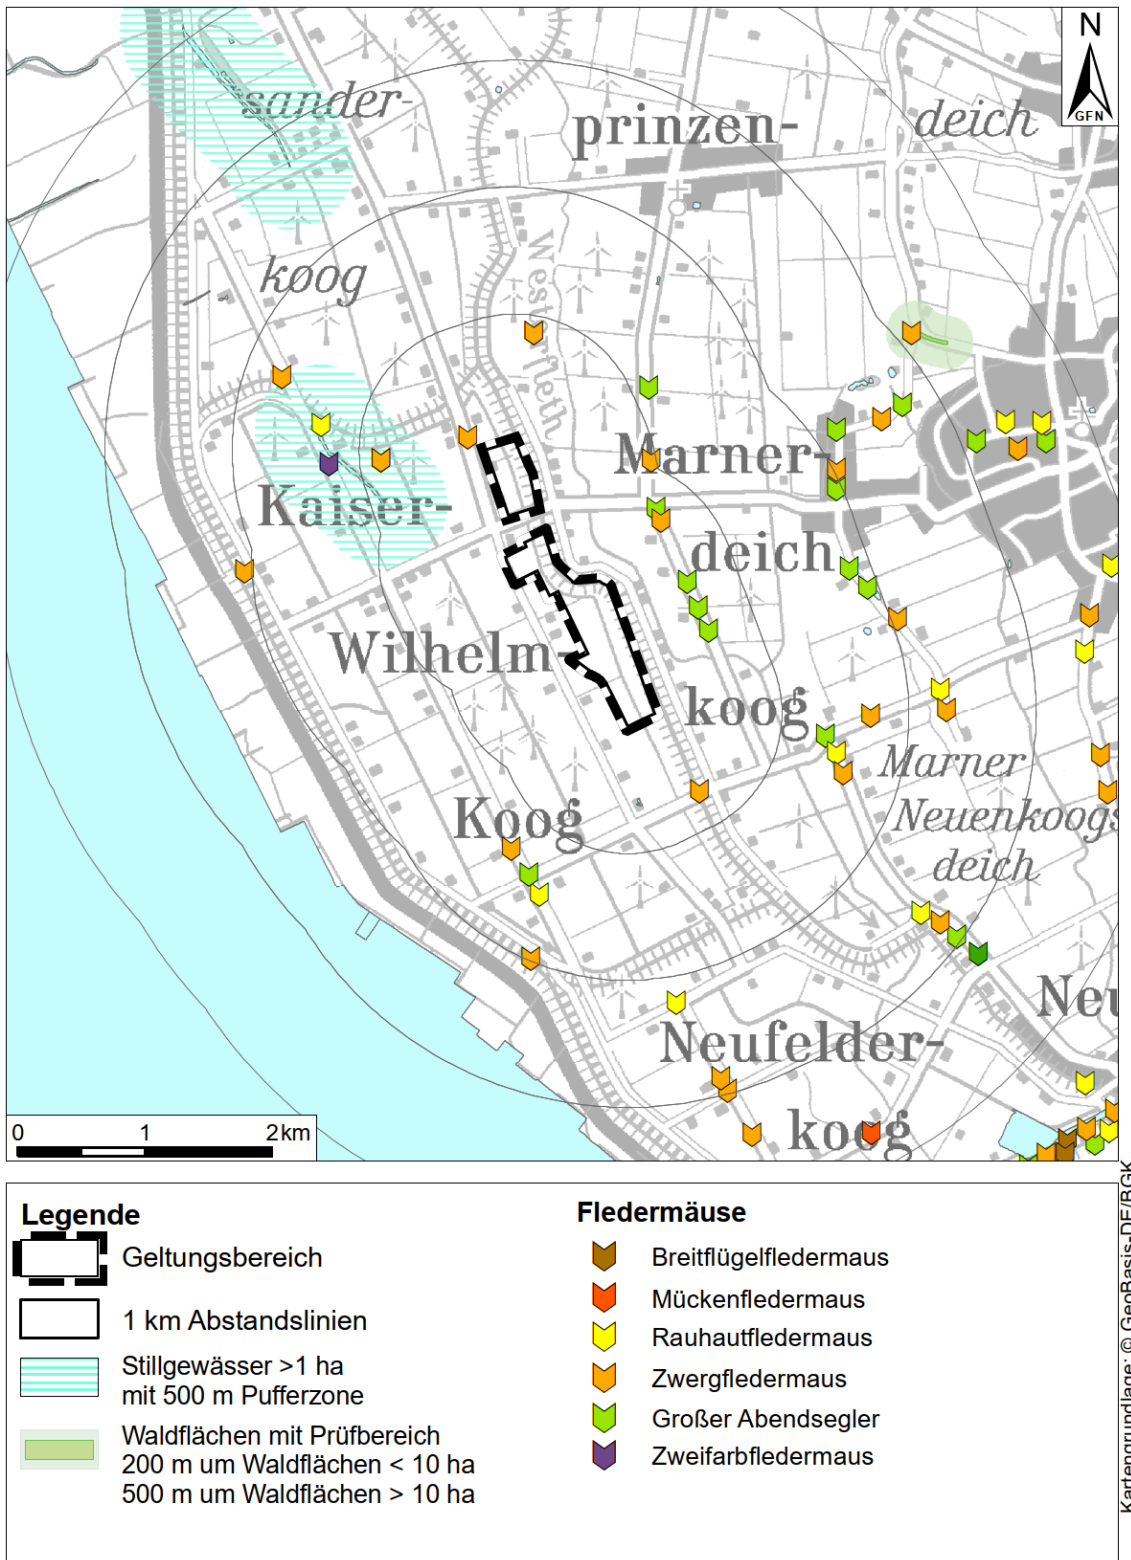 N
GFN
sander-
prinzen-
deich
koog
Westerfleth
Marner-
Kaiser-
deich
Wilhelm-
koog
Marner
Neuenkoogs
deich
Koog
Neu
Neufelder-
koog
0 1 2 km
Legende
Geltungsbereich
1 km Abstandslinien
Stillgewässer >1 ha
mit 500 m Pufferzone
Waldflächen mit Prüfbereich
200 m um Waldflächen < 10 ha
500 m um Waldflächen > 10 ha
Fledermäuse
Breitflügelfledermaus
Mückenfledermaus
Rauhautfledermaus
Zwergfledermaus
Großer Abendsegler
Zweifarbfledermaus
Kartengrundlage: © GeoBasis-DE/BGK